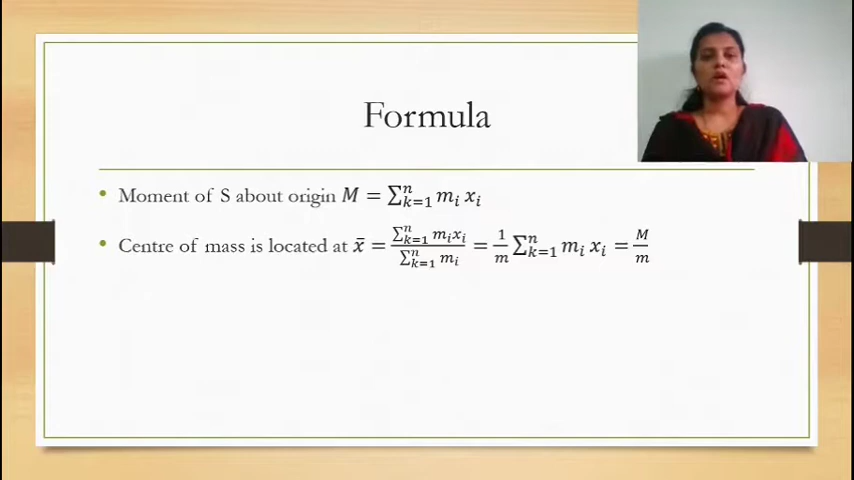 Formula
• Moment of S about origin 𝑀 = ∑ₖ₌₁ⁿ 𝑚ᵢ 𝑥ᵢ
• Centre of mass is located at x̄ = ∑ₖ₌₁ⁿ 𝑚ᵢ𝑥ᵢ / ∑ₖ₌₁ⁿ 𝑚ᵢ = 1/𝑚 ∑ₖ₌₁ⁿ 𝑚ᵢ 𝑥ᵢ = 𝑀/𝑚